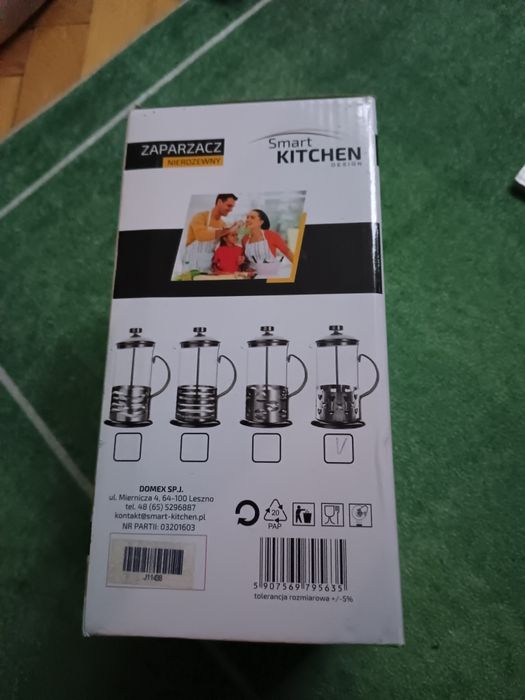 ZAPARZACZ
NIERDZEWNY
Smart
KITCHEN
DESIGN
DOMEX SP.J.
ul. Miernicza 4, 64-100 Leszno
tel. 48 (65) 5296887
kontakt@smart-kitchen.pl
NR PARTII: 03201603
20
PAP
5 907569 795635
tolerancja rozmiarowa +/-5%